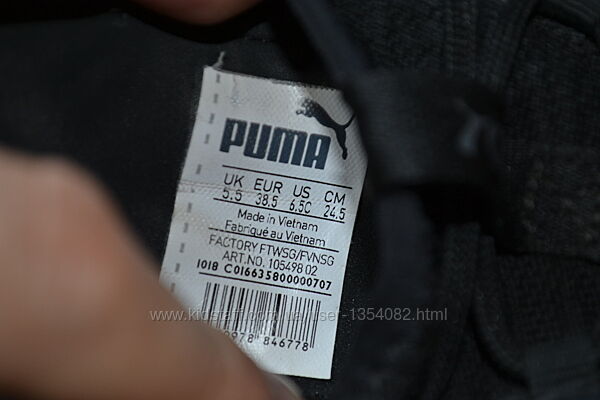 PUMA
UK EUR US CM
5.5 38.5 6.5C 24.5
Made in Vietnam
Fabriqué au Vietnam
FACTORY FTWSG/FVNSG
ART.NO. 105498 02
1018 C016635800000707
www.kidstaff.com.ua/user-1354082.html
846778